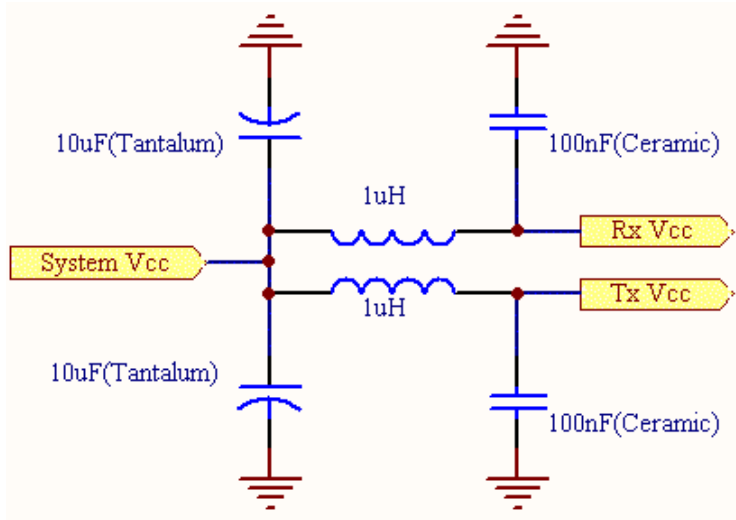 10uF(Tantalum)
100nF(Ceramic)
1uH
Rx Vcc
System Vcc
Tx Vcc
1uH
10uF(Tantalum)
100nF(Ceramic)